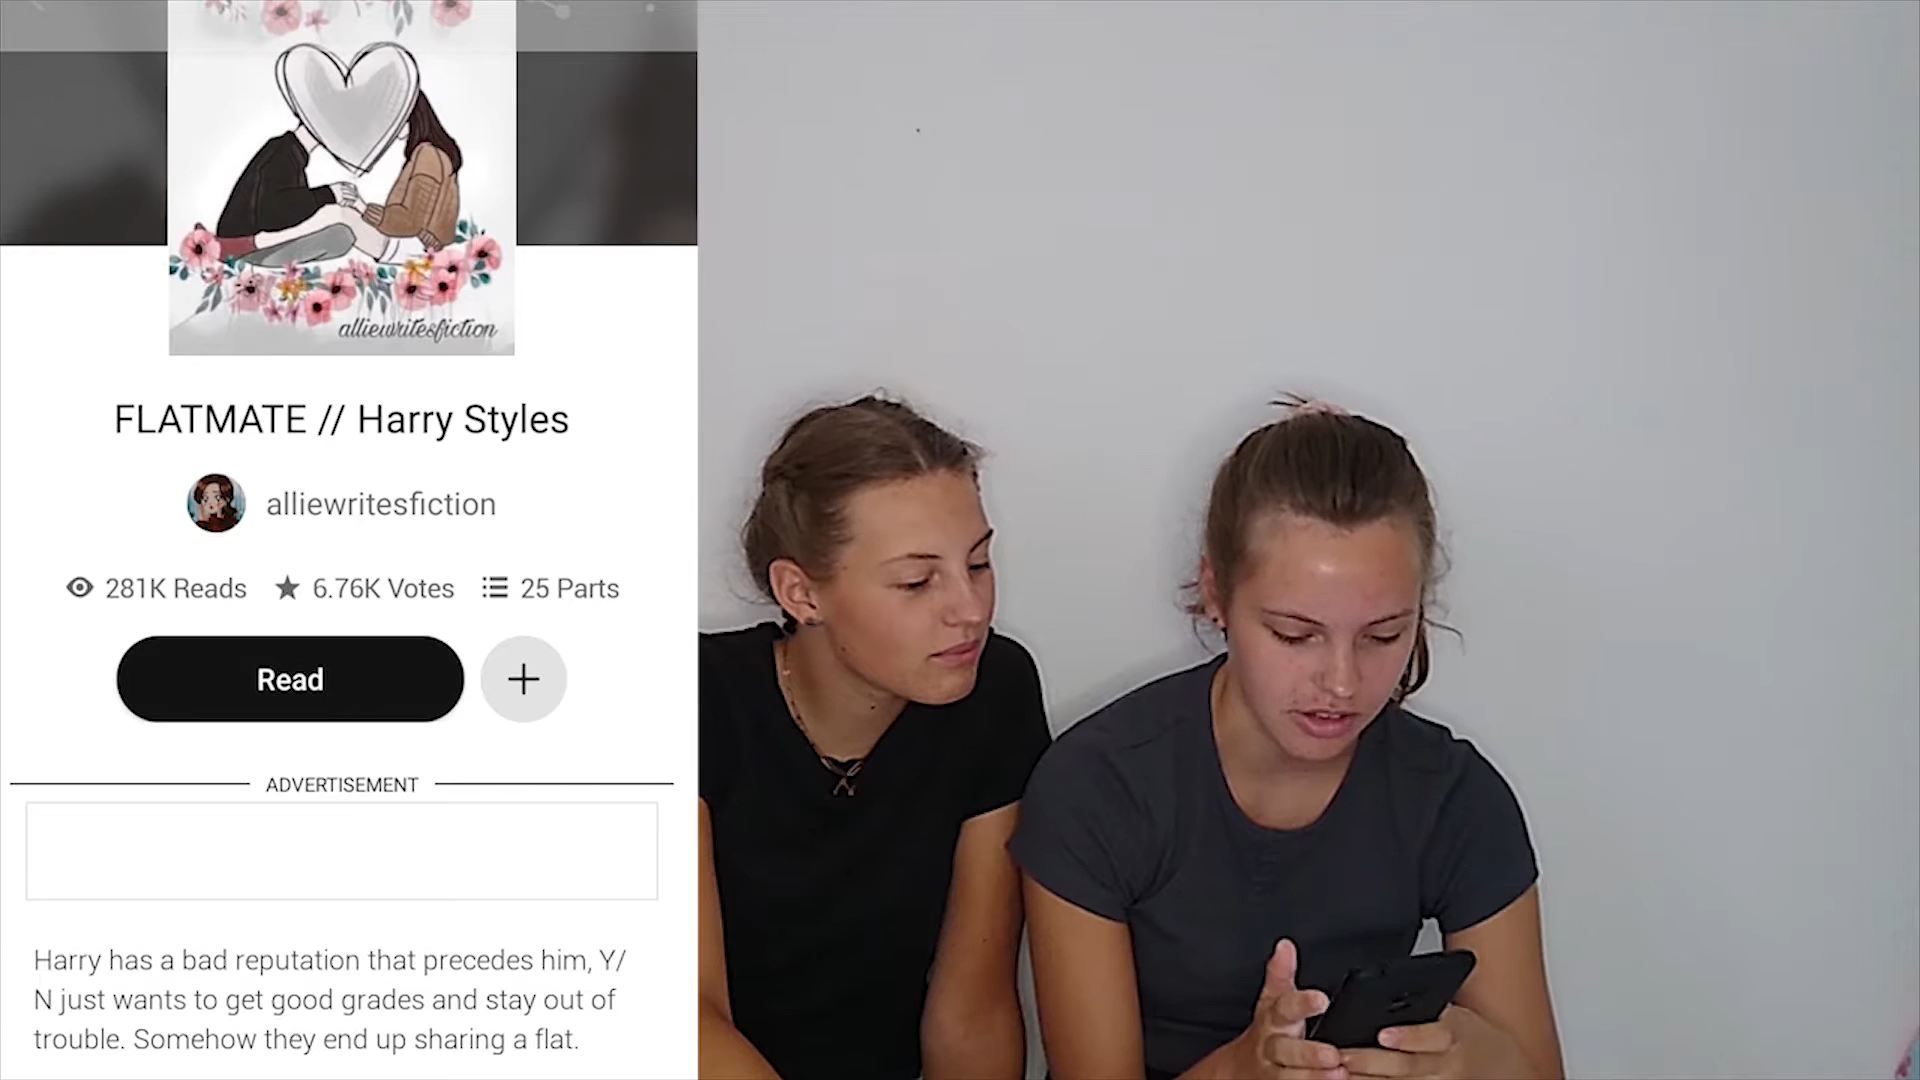 alliewritesfiction
FLATMATE // Harry Styles
alliewritesfiction
281K Reads 6.76K Votes 25 Parts
Read
ADVERTISEMENT
Harry has a bad reputation that precedes him, Y/
N just wants to get good grades and stay out of
trouble. Somehow they end up sharing a flat.